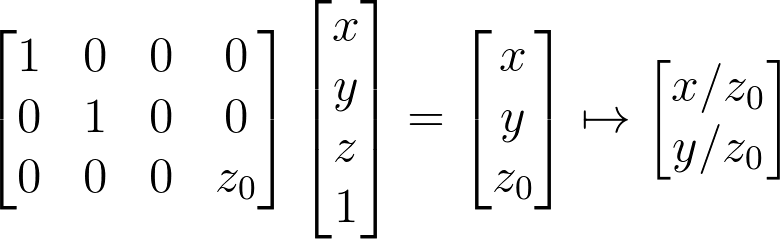 [1 0 0 0; 0 1 0 0; 0 0 0 z₀] [x; y; z; 1] = [x; y; z₀] ↦ [x/z₀; y/z₀]